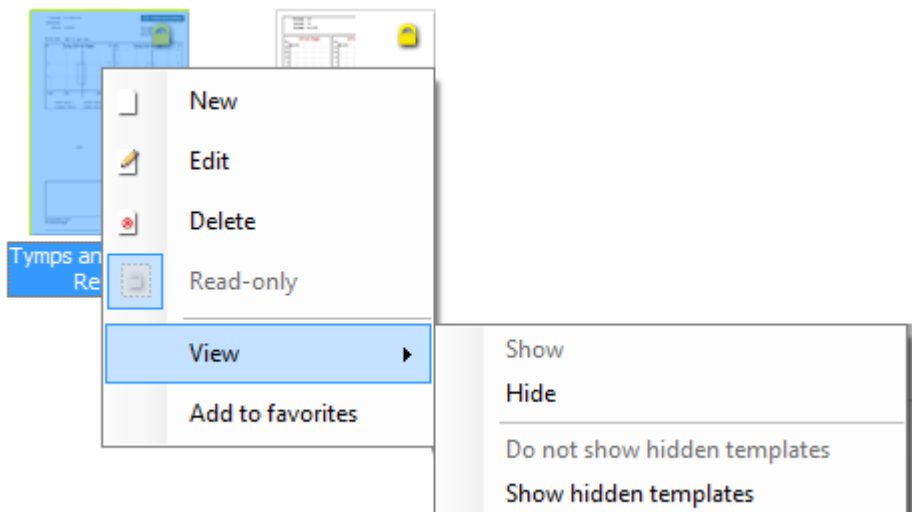 New
Edit
Delete
Tymps an
Re
Read-only
View
Show
Hide
Add to favorites
Do not show hidden templates
Show hidden templates